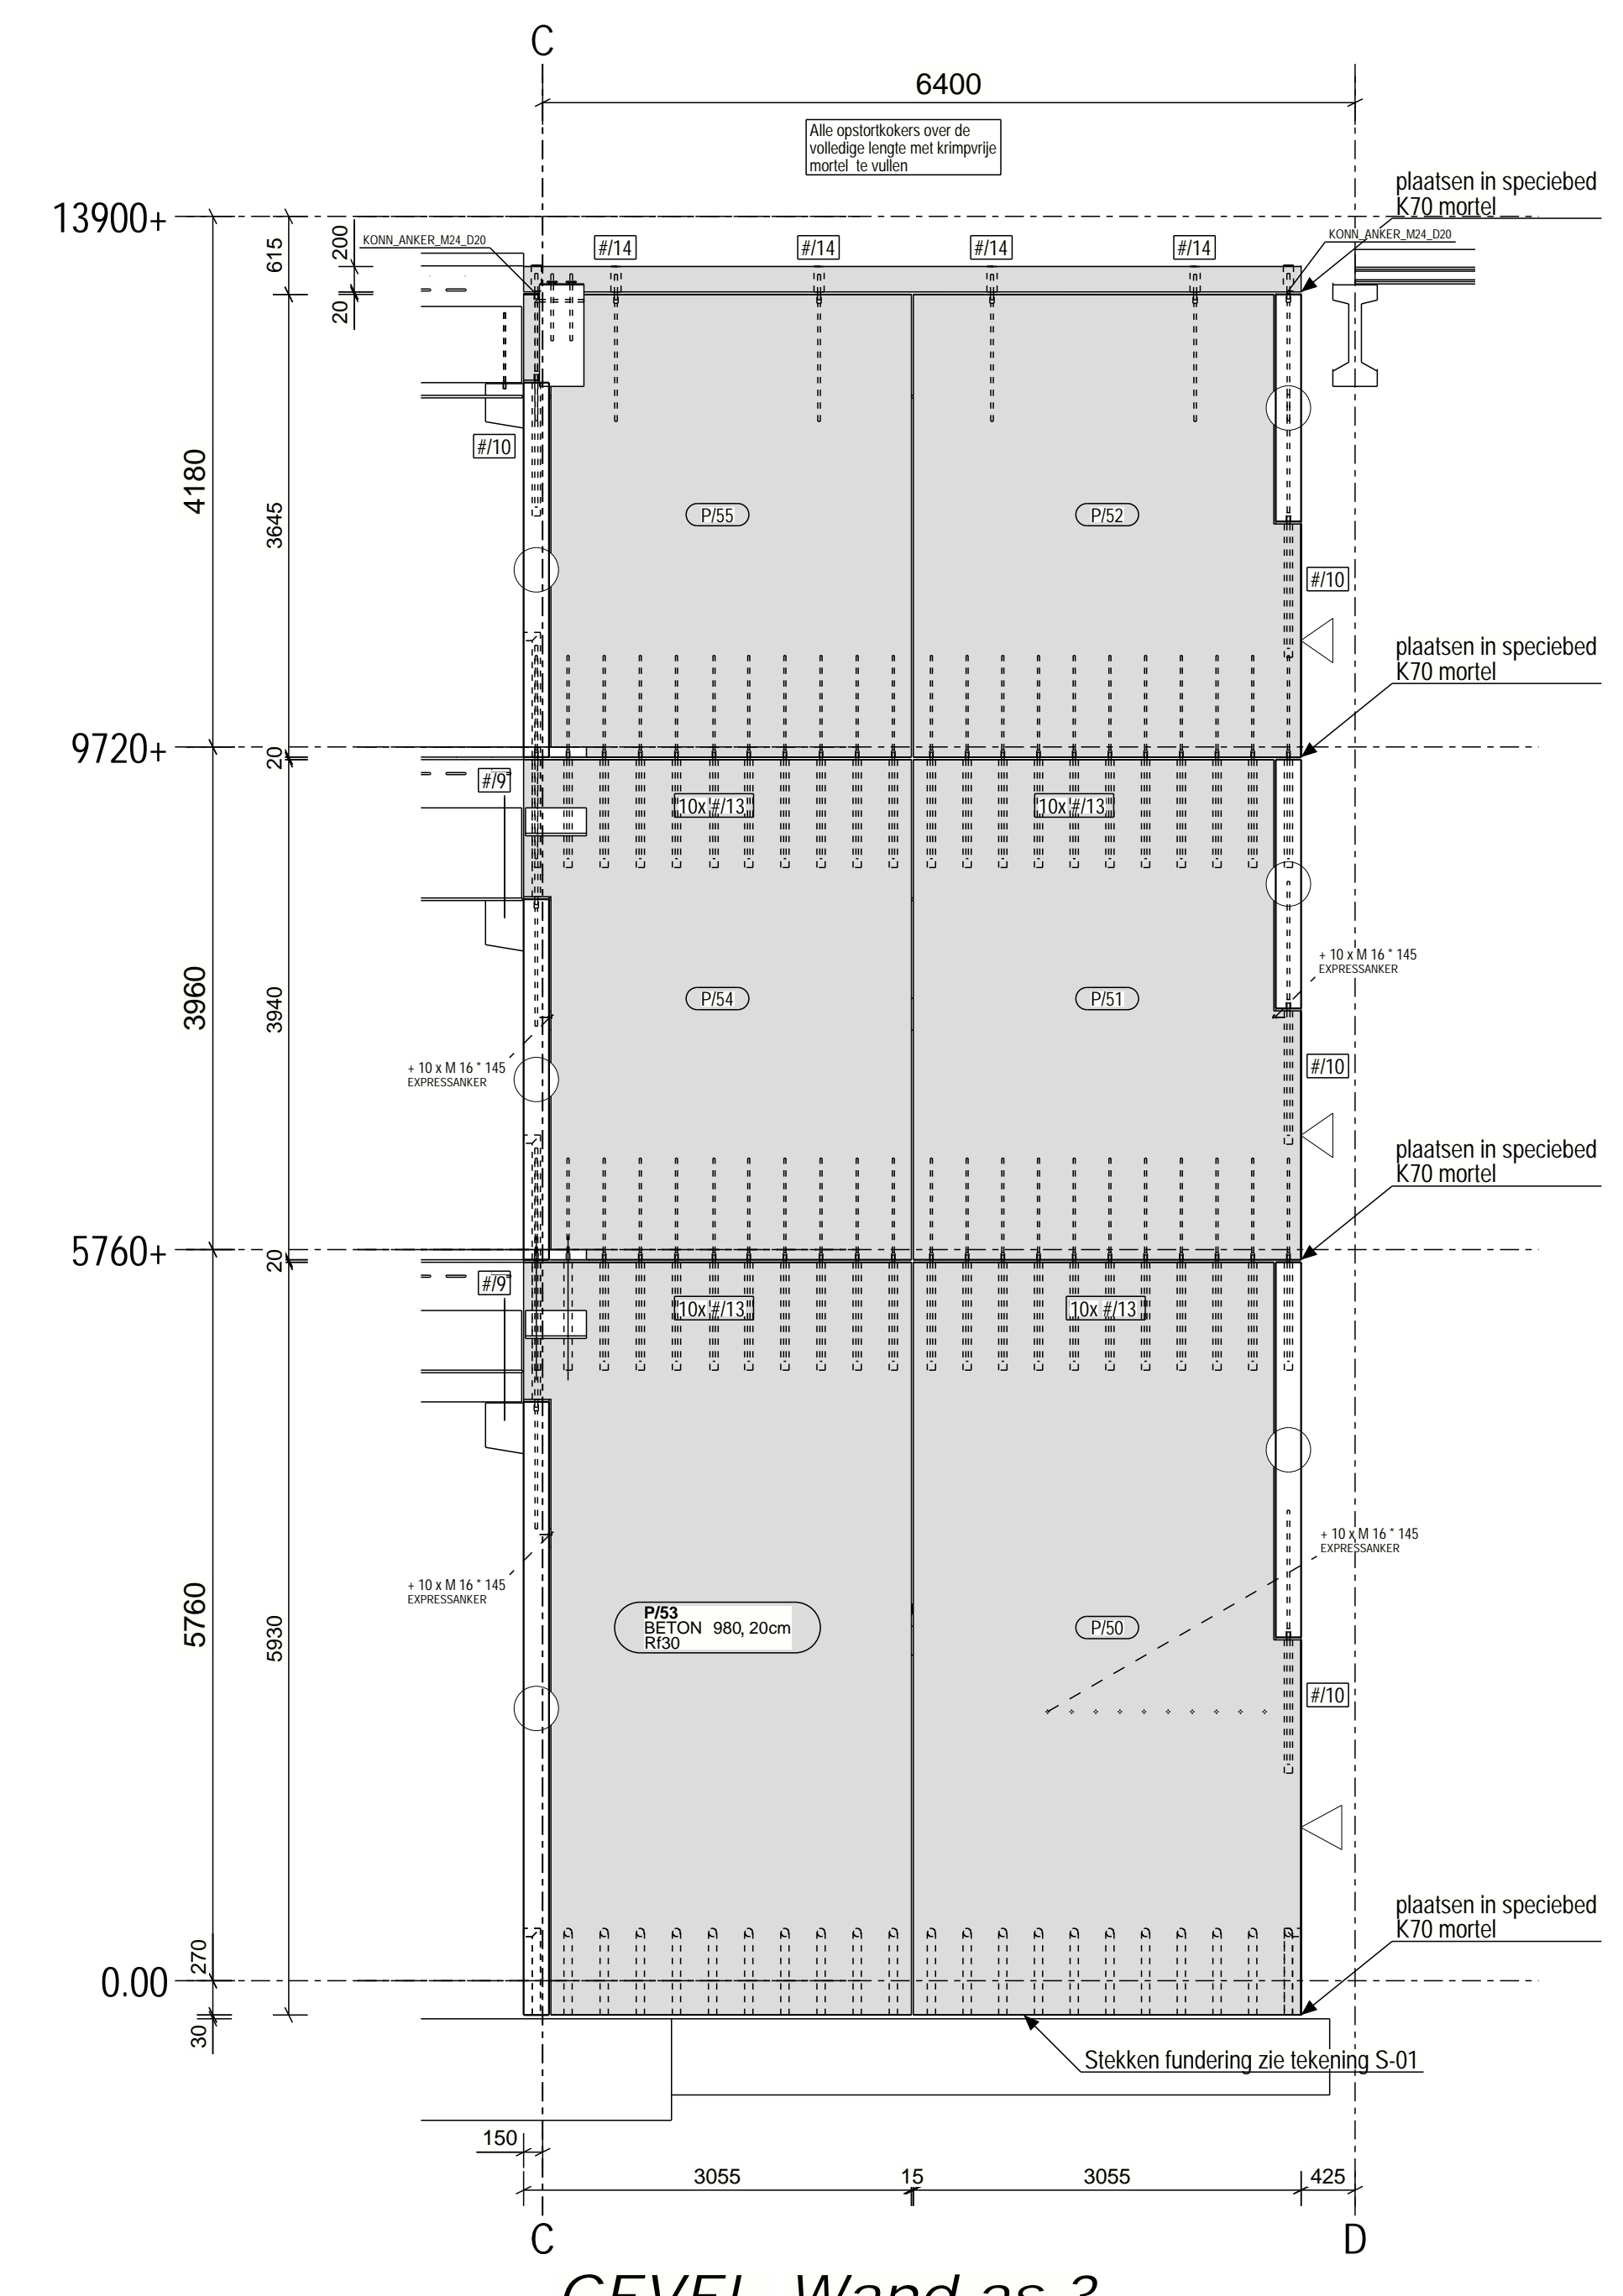 C
6400
Alle opstortkokers over de
volledige lengte met krimpvrije
mortel te vullen
plaatsen in speciebed
K70 mortel
13900+
615
200
20
KONN_ANKER_M24_D20
#/14
#/14
#/14
#/14
KONN_ANKER_M24_D20
#/10
4180
3645
P/55
P/52
#/10
plaatsen in speciebed
K70 mortel
9720+
20
#/9
10x #/13
10x #/13
+ 10 x M 16 * 145
EXPRESSANKER
3960
3940
P/54
P/51
+ 10 x M 16 * 145
EXPRESSANKER
#/10
plaatsen in speciebed
K70 mortel
5760+
20
#/9
10x #/13
10x #/13
+ 10 x M 16 * 145
EXPRESSANKER
+ 10 x M 16 * 145
EXPRESSANKER
5760
5930
P/53
BETON 980, 20cm
Rf30
P/50
#/10
plaatsen in speciebed
K70 mortel
270
0.00
30
Stekken fundering zie tekening S-01
150
3055
15
3055
425
C
D
GEVEL Wand as 3